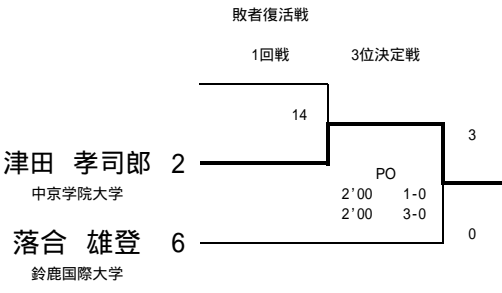 敗者復活戦
1回戦 3位決定戦
14
3
津田 孝司郎 2
中京学院大学
PO
2'00 1-0
2'00 3-0
0
落合 雄登 6
鈴鹿国際大学